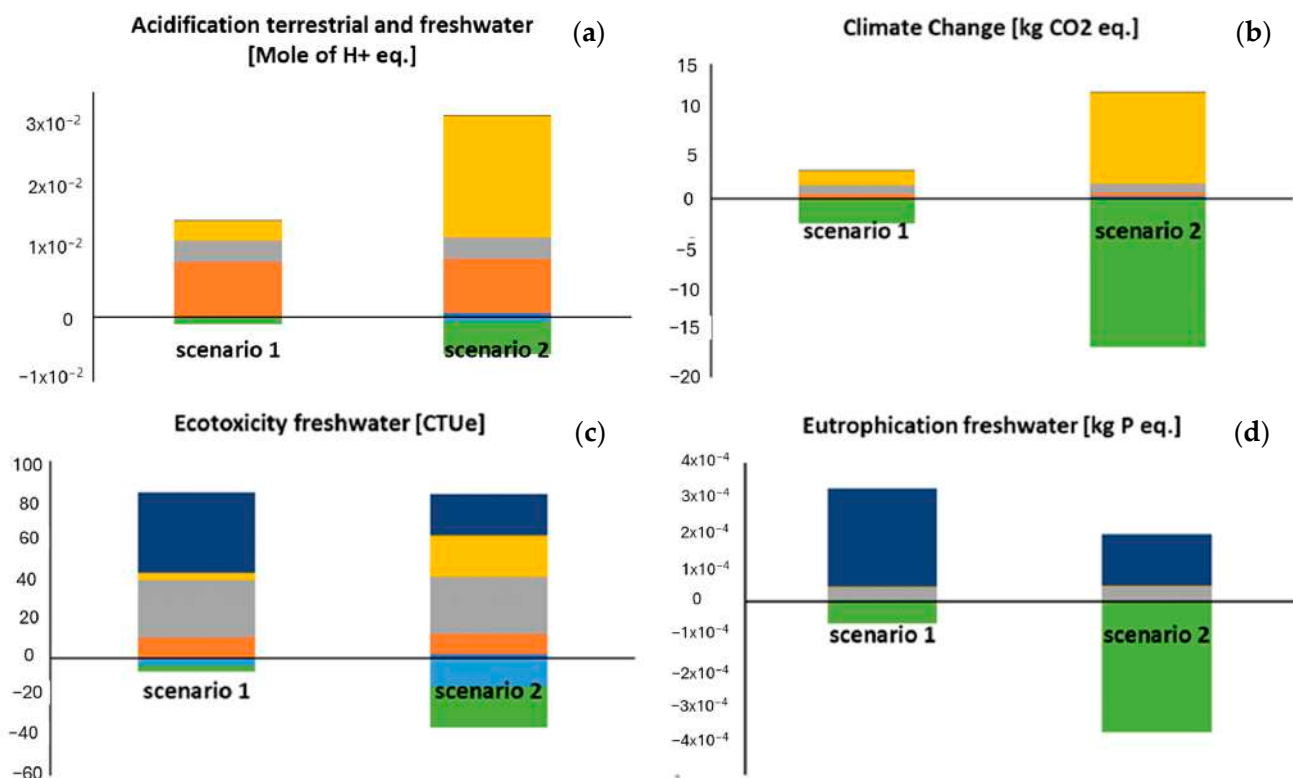 Acidification terrestrial and freshwater
[Mole of H+ eq.]
(a)
3x10⁻²
2x10⁻²
1x10⁻²
0
−1x10⁻²
scenario 1
scenario 2
Climate Change [kg CO2 eq.]
(b)
15
10
5
0
−5
−10
−15
−20
scenario 1
scenario 2
Ecotoxicity freshwater [CTUe]
(c)
100
80
60
40
20
0
−20
−40
−60
scenario 1
scenario 2
Eutrophication freshwater [kg P eq.]
(d)
4x10⁻⁴
3x10⁻⁴
2x10⁻⁴
1x10⁻⁴
0
−1x10⁻⁴
−2x10⁻⁴
−3x10⁻⁴
−4x10⁻⁴
scenario 1
scenario 2